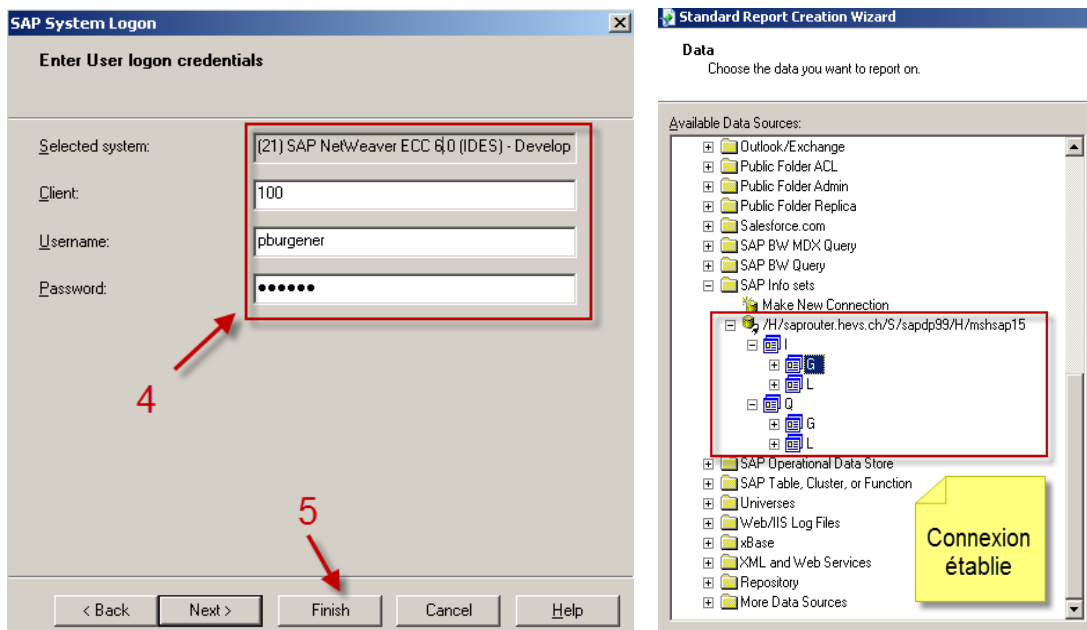 SAP System Logon
Enter User logon credentials
Selected system:
(21) SAP NetWeaver ECC 6.0 (IDES) - Develop
Client:
100
Username:
pburgener
Password:
●●●●●●
4
5
< Back
Next >
Finish
Cancel
Help
Standard Report Creation Wizard
Data
Choose the data you want to report on.
Available Data Sources:
Outlook/Exchange
Public Folder ACL
Public Folder Admin
Public Folder Replica
Salesforce.com
SAP BW MDX Query
SAP BW Query
SAP Info sets
Make New Connection
/H/saprouter.hevs.ch/S/sapdp99/H/mshsap15
I
G
L
Q
G
L
SAP Operational Data Store
SAP Table, Cluster, or Function
Universes
Web/IIS Log Files
xBase
XML and Web Services
Repository
More Data Sources
Connexion
établie